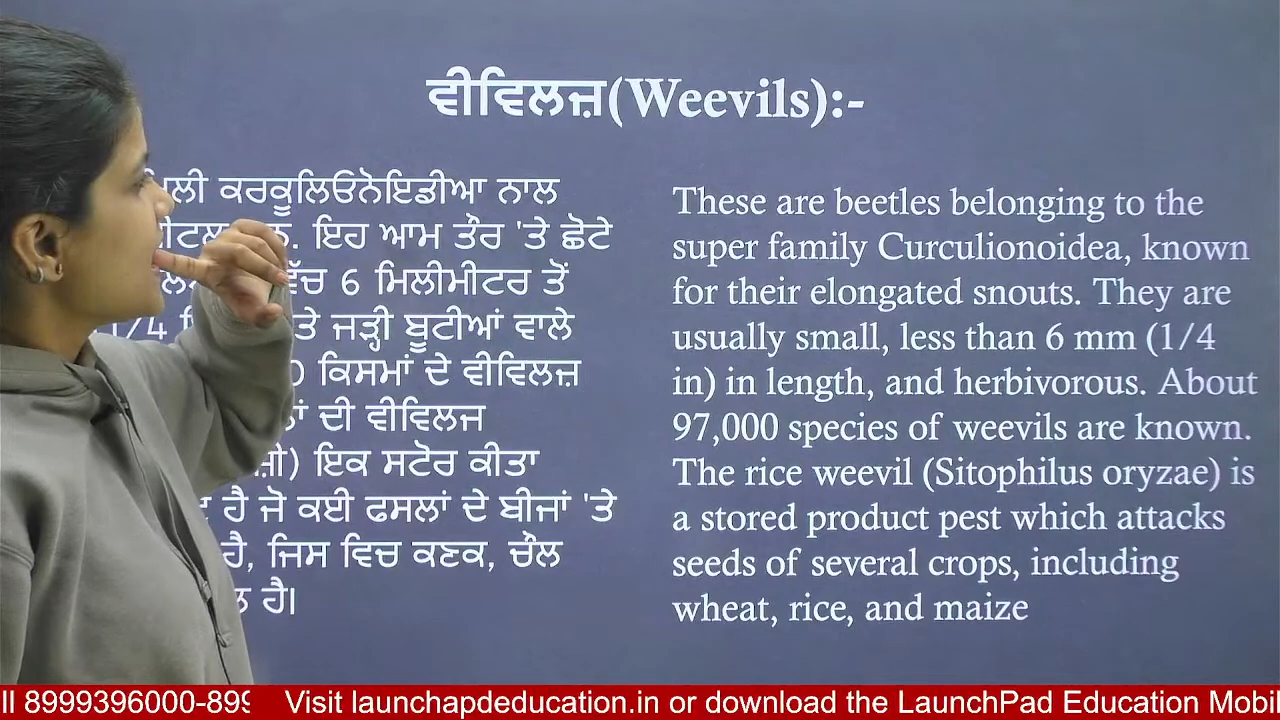 ਵੀਵਿਲਜ਼(Weevils):-
ਕਰਕੂਲਿਓਨੋਇਡੀਆ ਨਾਲ
ਇਹ ਆਮ ਤੌਰ 'ਤੇ ਛੋਟੇ
6 ਮਿਲੀਮੀਟਰ ਤੋਂ
1/4 ਜੜ੍ਹੀ ਬੂਟੀਆਂ ਵਾਲੇ
ਕਿਸਮਾਂ ਦੇ ਵੀਵਿਲਜ਼
ਦੀ ਵੀਵਿਲਜ
ਇਕ ਸਟੋਰ ਕੀਤਾ
ਹੈ ਜੋ ਕਈ ਫਸਲਾਂ ਦੇ ਬੀਜਾਂ 'ਤੇ
ਹੈ, ਜਿਸ ਵਿਚ ਕਣਕ, ਚੌਲ
ਹੈ।
These are beetles belonging to the
super family Curculionoidea, known
for their elongated snouts. They are
usually small, less than 6 mm (1/4
in) in length, and herbivorous. About
97,000 species of weevils are known.
The rice weevil (Sitophilus oryzae) is
a stored product pest which attacks
seeds of several crops, including
wheat, rice, and maize
ll 8999396000-899 Visit launchapdeducation.in or download the LaunchPad Education Mobil